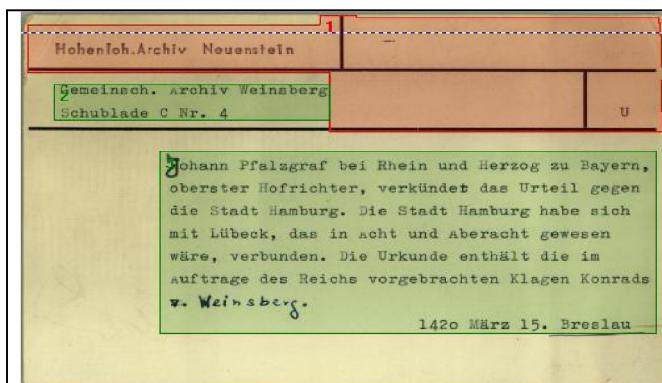 1
Hohenloh.Archiv Neuenstein
2
Gemeinsch. Archiv Weinsberg
Schublade C Nr. 4
U
Johann Pfalzgraf bei Rhein und Herzog zu Bayern,
oberster Hofrichter, verkündet das Urteil gegen
die Stadt Hamburg. Die Stadt Hamburg habe sich
mit Lübeck, das in Acht und Aberacht gewesen
wäre, verbunden. Die Urkunde enthält die im
Auftrage des Reichs vorgebrachten Klagen Konrads
v. Weinsberg.
142o März 15. Breslau